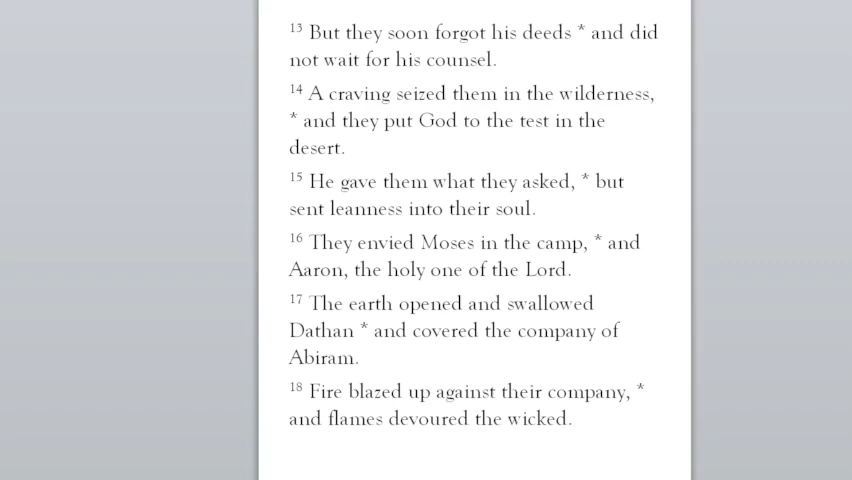 13 But they soon forgot his deeds * and did
not wait for his counsel.
14 A craving seized them in the wilderness,
* and they put God to the test in the
desert.
15 He gave them what they asked, * but
sent leanness into their soul.
16 They envied Moses in the camp, * and
Aaron, the holy one of the Lord.
17 The earth opened and swallowed
Dathan * and covered the company of
Abiram.
18 Fire blazed up against their company, *
and flames devoured the wicked.